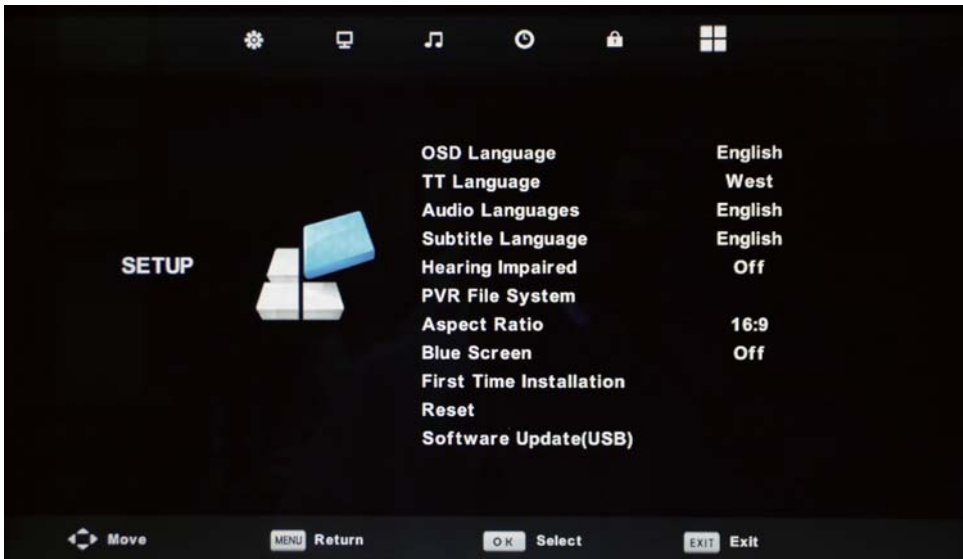 OSD Language English
TT Language West
Audio Languages English
Subtitle Language English
SETUP
Hearing Impaired Off
PVR File System
Aspect Ratio 16:9
Blue Screen Off
First Time Installation
Reset
Software Update(USB)
Move MENU Return OK Select EXIT Exit